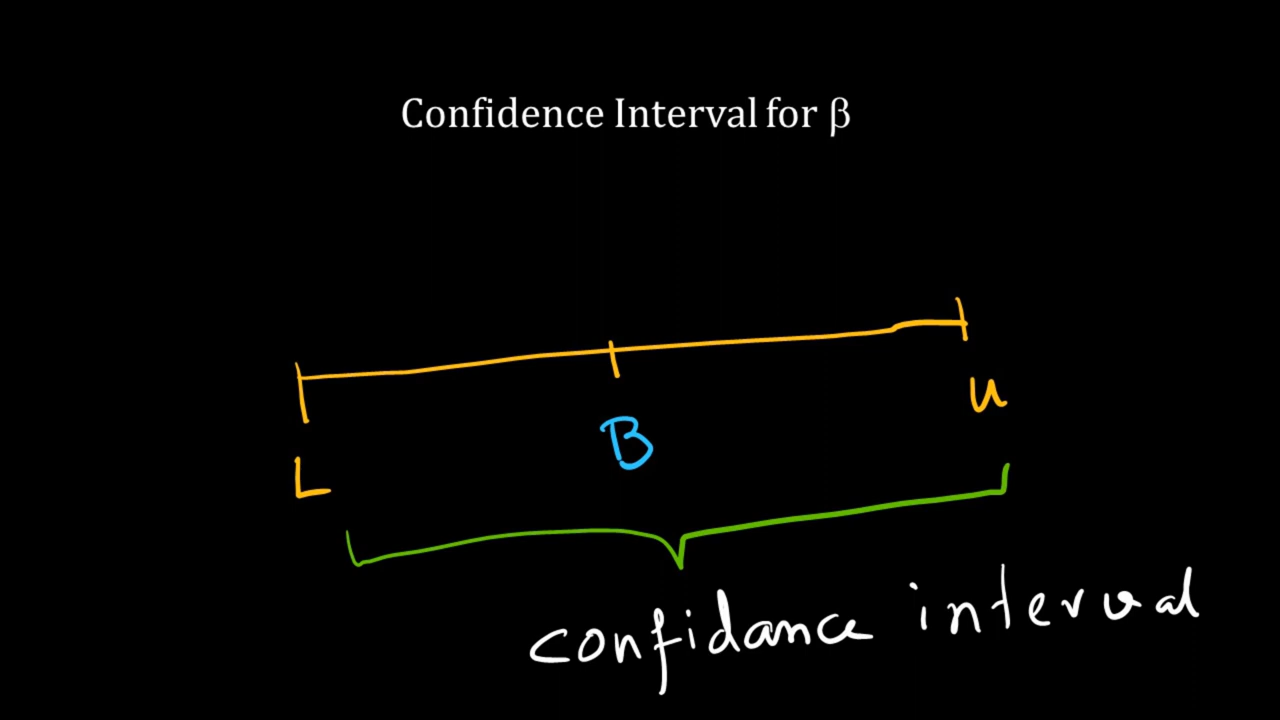 Confidence Interval for β
u
B
L
confidance interval